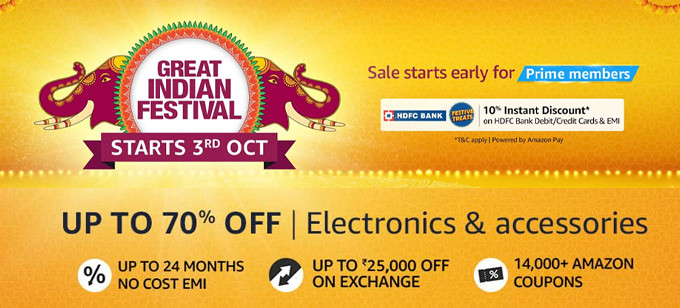 GREAT
INDIAN
FESTIVAL
STARTS 3RD OCT
Sale starts early for Prime members
HDFC BANK FESTIVE TREATS 10% Instant Discount*
on HDFC Bank Debit/Credit Cards & EMI
*T&C apply | Powered by Amazon Pay
UP TO 70% OFF | Electronics & accessories
% UP TO 24 MONTHS
NO COST EMI
UP TO ₹25,000 OFF
ON EXCHANGE
% 14,000+ AMAZON
COUPONS